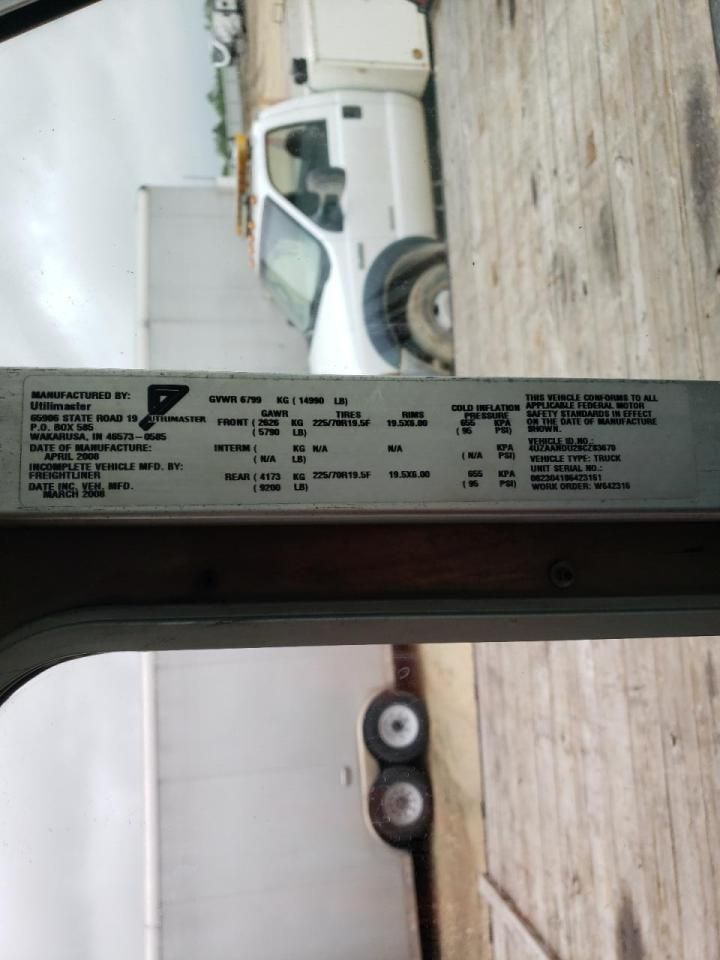 MANUFACTURED BY:
Utilimaster
65906 STATE ROAD 19
P.O. BOX 585
WAKARUSA, IN 46573-0585
DATE OF MANUFACTURE:
APRIL 2008
INCOMPLETE VEHICLE MFD. BY:
FREIGHTLINER
DATE INC. VEH. MFD.
MARCH 2008
UTILIMASTER
GVWR 6799 KG ( 14990 LB)
GAWR TIRES RIMS COLD INFLATION PRESSURE
FRONT ( 2626 KG 225/70R19.5F 19.5X6.00 655 KPA
( 5790 LB) ( 95 PSI)
INTERM ( KG N/A N/A KPA
( N/A LB) ( N/A PSI)
REAR ( 4173 KG 225/70R19.5F 19.5X6.00 655 KPA
( 9200 LB) ( 95 PSI)
THIS VEHICLE CONFORMS TO ALL
APPLICABLE FEDERAL MOTOR
SAFETY STANDARDS IN EFFECT
ON THE DATE OF MANUFACTURE
SHOWN.
VEHICLE ID.NO.:
VEHICLE TYPE: TRUCK
UNIT SERIAL NO.:
WORK ORDER: W642316